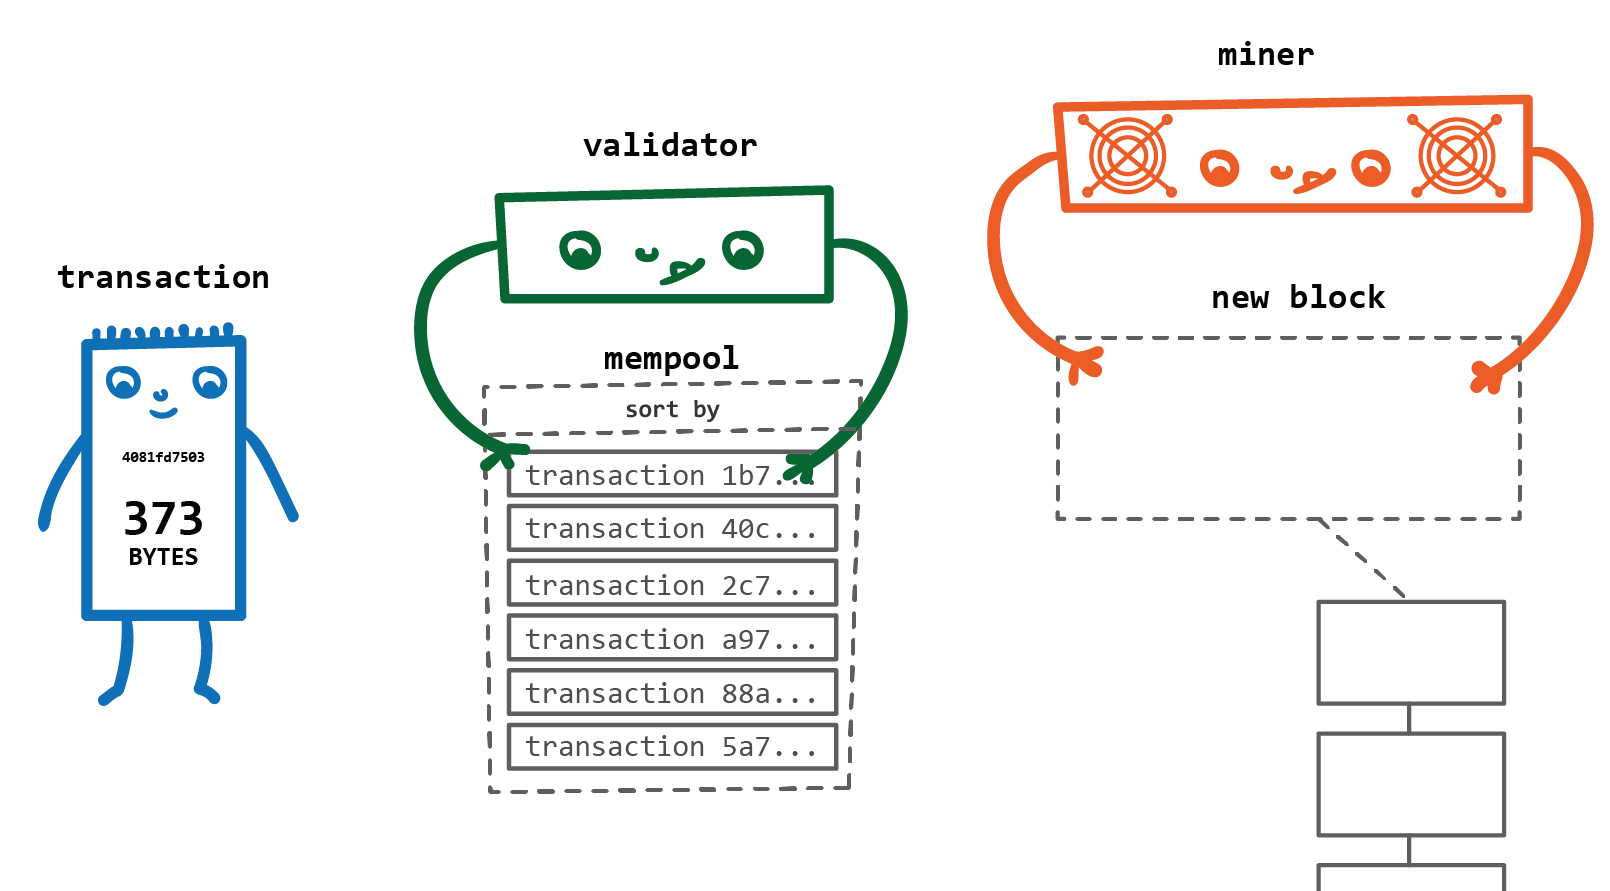 transaction
4081fd7503
373
BYTES
validator
mempool
sort by
transaction 1b7...
transaction 40c...
transaction 2c7...
transaction a97...
transaction 88a...
transaction 5a7...
miner
new block